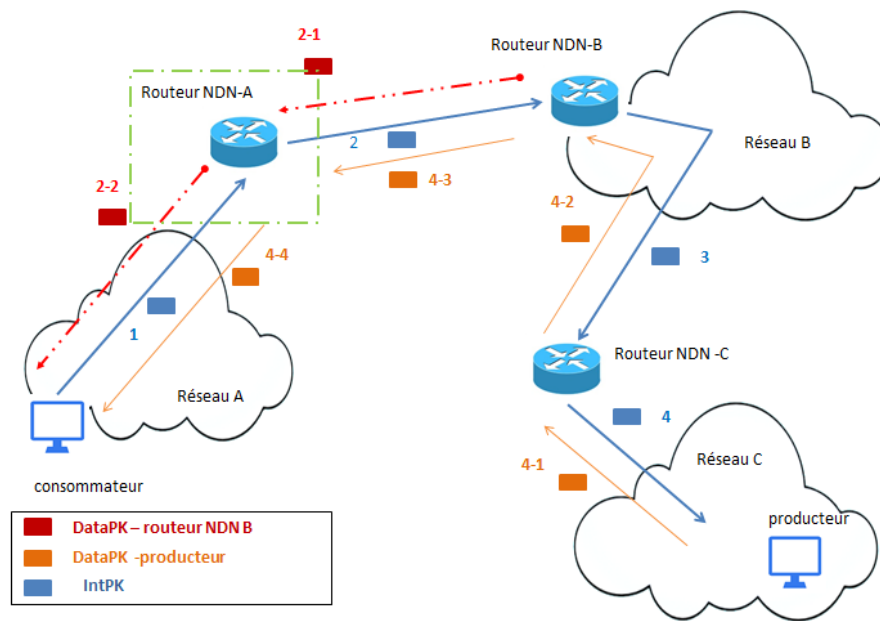 2-1
Routeur NDN-B
Routeur NDN-A
2
Réseau B
4-3
2-2
4-2
4-4
3
1
Routeur NDN -C
Réseau A
4
4-1
Réseau C
consommateur
producteur
DataPK – routeur NDN B
DataPK -producteur
IntPK